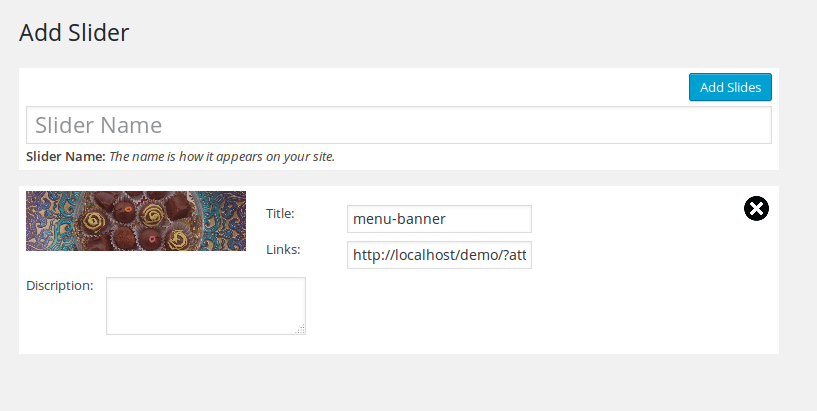 Add Slider
Add Slides
Slider Name
Slider Name: The name is how it appears on your site.
Title:
menu-banner
Links:
http://localhost/demo/?att
Discription: